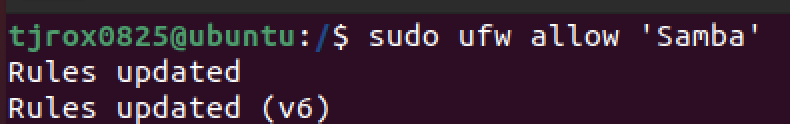 tjrox0825@ubuntu:/$ sudo ufw allow 'Samba'
Rules updated
Rules updated (v6)